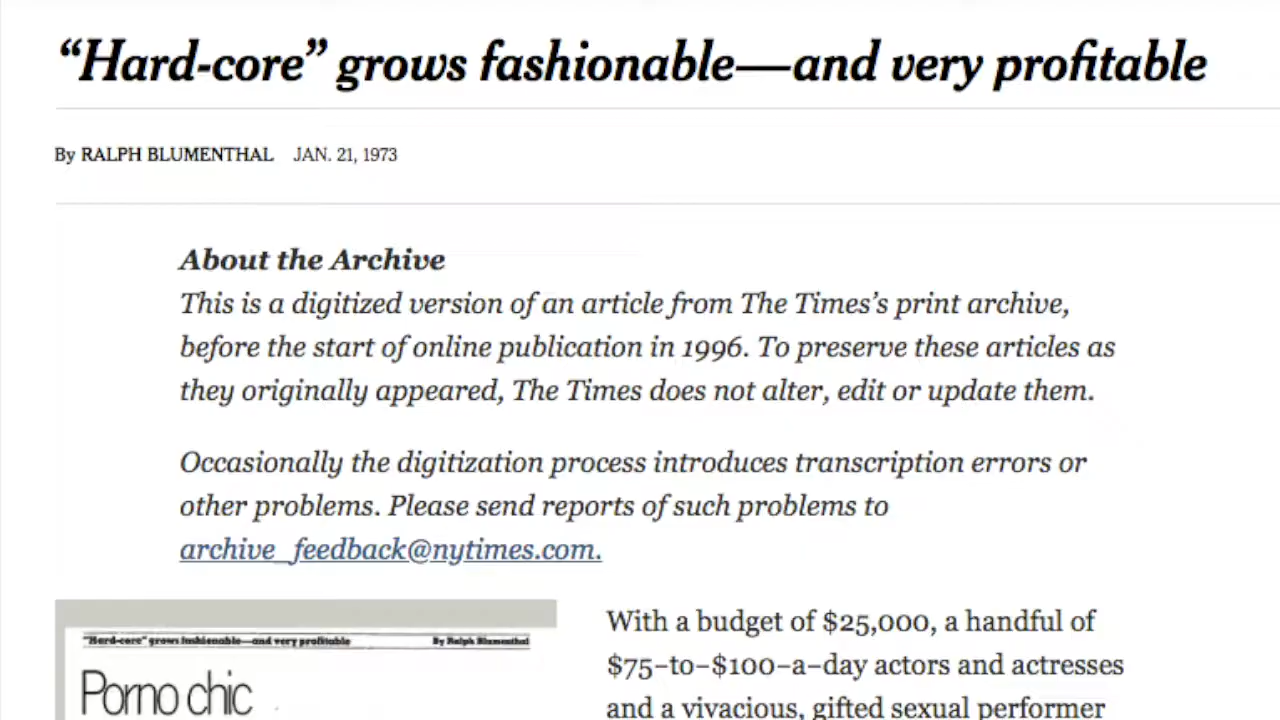 “Hard-core” grows fashionable—and very profitable
By RALPH BLUMENTHAL JAN. 21, 1973
About the Archive
This is a digitized version of an article from The Times’s print archive,
before the start of online publication in 1996. To preserve these articles as
they originally appeared, The Times does not alter, edit or update them.
Occasionally the digitization process introduces transcription errors or
other problems. Please send reports of such problems to
archive_feedback@nytimes.com.
“Hard-core” grows fashionable—and very profitable By Ralph Blumenthal
Porno chic
With a budget of $25,000, a handful of
$75–to–$100–a–day actors and actresses
and a vivacious, gifted sexual performer